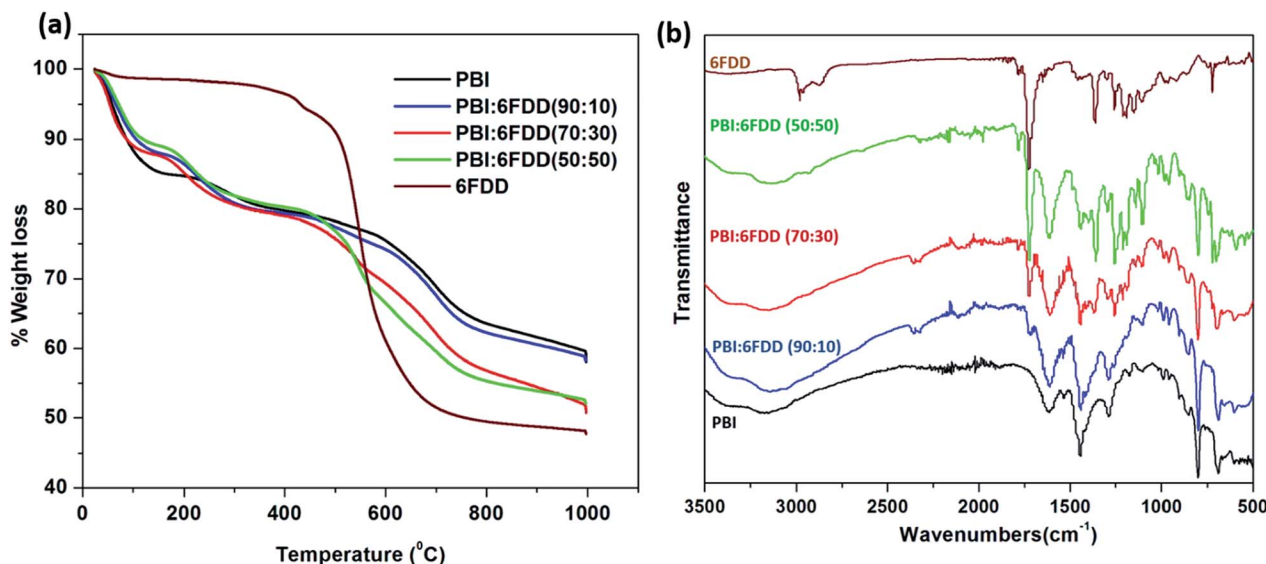 (a)
100
90
80
70
60
50
40
% Weight loss
0
200
400
600
800
1000
Temperature (⁰C)
PBI
PBI:6FDD(90:10)
PBI:6FDD(70:30)
PBI:6FDD(50:50)
6FDD
(b)
6FDD
PBI:6FDD (50:50)
PBI:6FDD (70:30)
PBI:6FDD (90:10)
PBI
Transmittance
3500
3000
2500
2000
1500
1000
500
Wavenumbers(cm⁻¹)